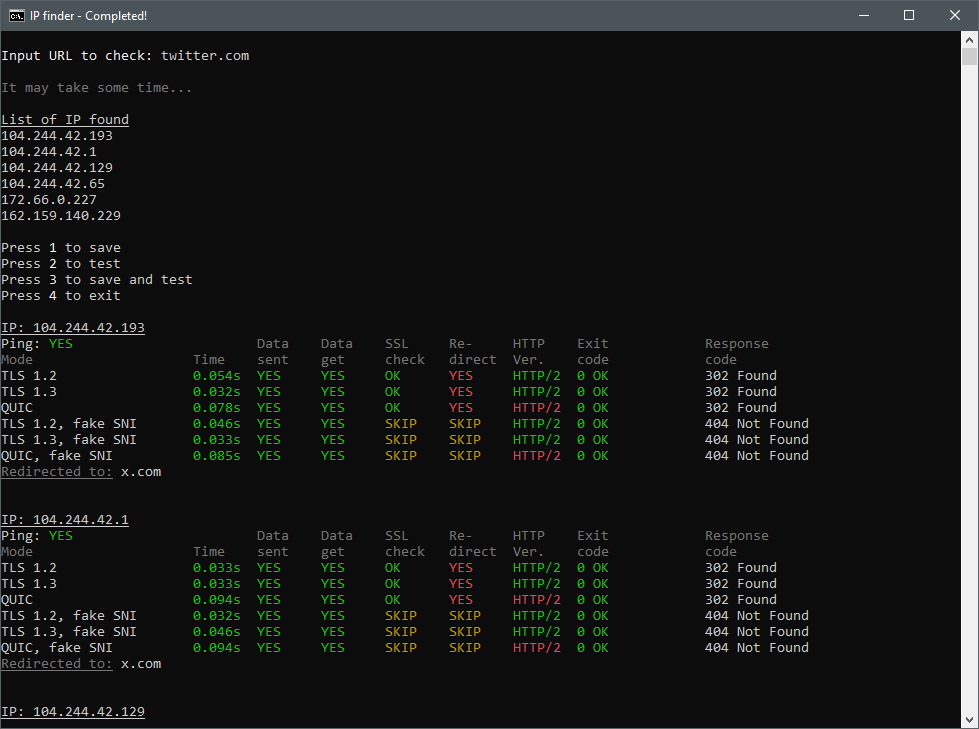 IP finder - Completed!
Input URL to check: twitter.com
It may take some time...
List of IP found
104.244.42.193
104.244.42.1
104.244.42.129
104.244.42.65
172.66.0.227
162.159.140.229
Press 1 to save
Press 2 to test
Press 3 to save and test
Press 4 to exit
IP: 104.244.42.193
Ping: YES Data Data SSL Re- HTTP Exit Response
Mode Time sent get check direct Ver. code code
TLS 1.2 0.054s YES YES OK YES HTTP/2 0 OK 302 Found
TLS 1.3 0.032s YES YES OK YES HTTP/2 0 OK 302 Found
QUIC 0.078s YES YES OK YES HTTP/2 0 OK 302 Found
TLS 1.2, fake SNI 0.046s YES YES SKIP SKIP HTTP/2 0 OK 404 Not Found
TLS 1.3, fake SNI 0.033s YES YES SKIP SKIP HTTP/2 0 OK 404 Not Found
QUIC, fake SNI 0.085s YES YES SKIP SKIP HTTP/2 0 OK 404 Not Found
Redirected to: x.com
IP: 104.244.42.1
Ping: YES Data Data SSL Re- HTTP Exit Response
Mode Time sent get check direct Ver. code code
TLS 1.2 0.033s YES YES OK YES HTTP/2 0 OK 302 Found
TLS 1.3 0.033s YES YES OK YES HTTP/2 0 OK 302 Found
QUIC 0.094s YES YES OK YES HTTP/2 0 OK 302 Found
TLS 1.2, fake SNI 0.032s YES YES SKIP SKIP HTTP/2 0 OK 404 Not Found
TLS 1.3, fake SNI 0.046s YES YES SKIP SKIP HTTP/2 0 OK 404 Not Found
QUIC, fake SNI 0.094s YES YES SKIP SKIP HTTP/2 0 OK 404 Not Found
Redirected to: x.com
IP: 104.244.42.129